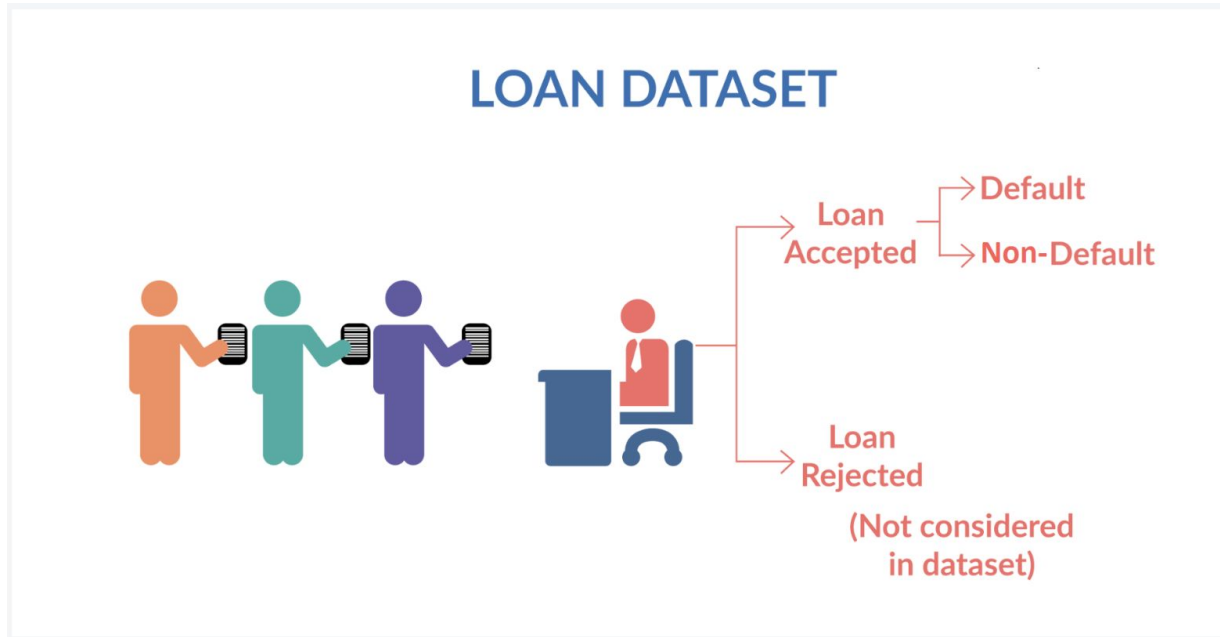 LOAN DATASET
Loan
Accepted
Default
Non-Default
Loan
Rejected
(Not considered
in dataset)